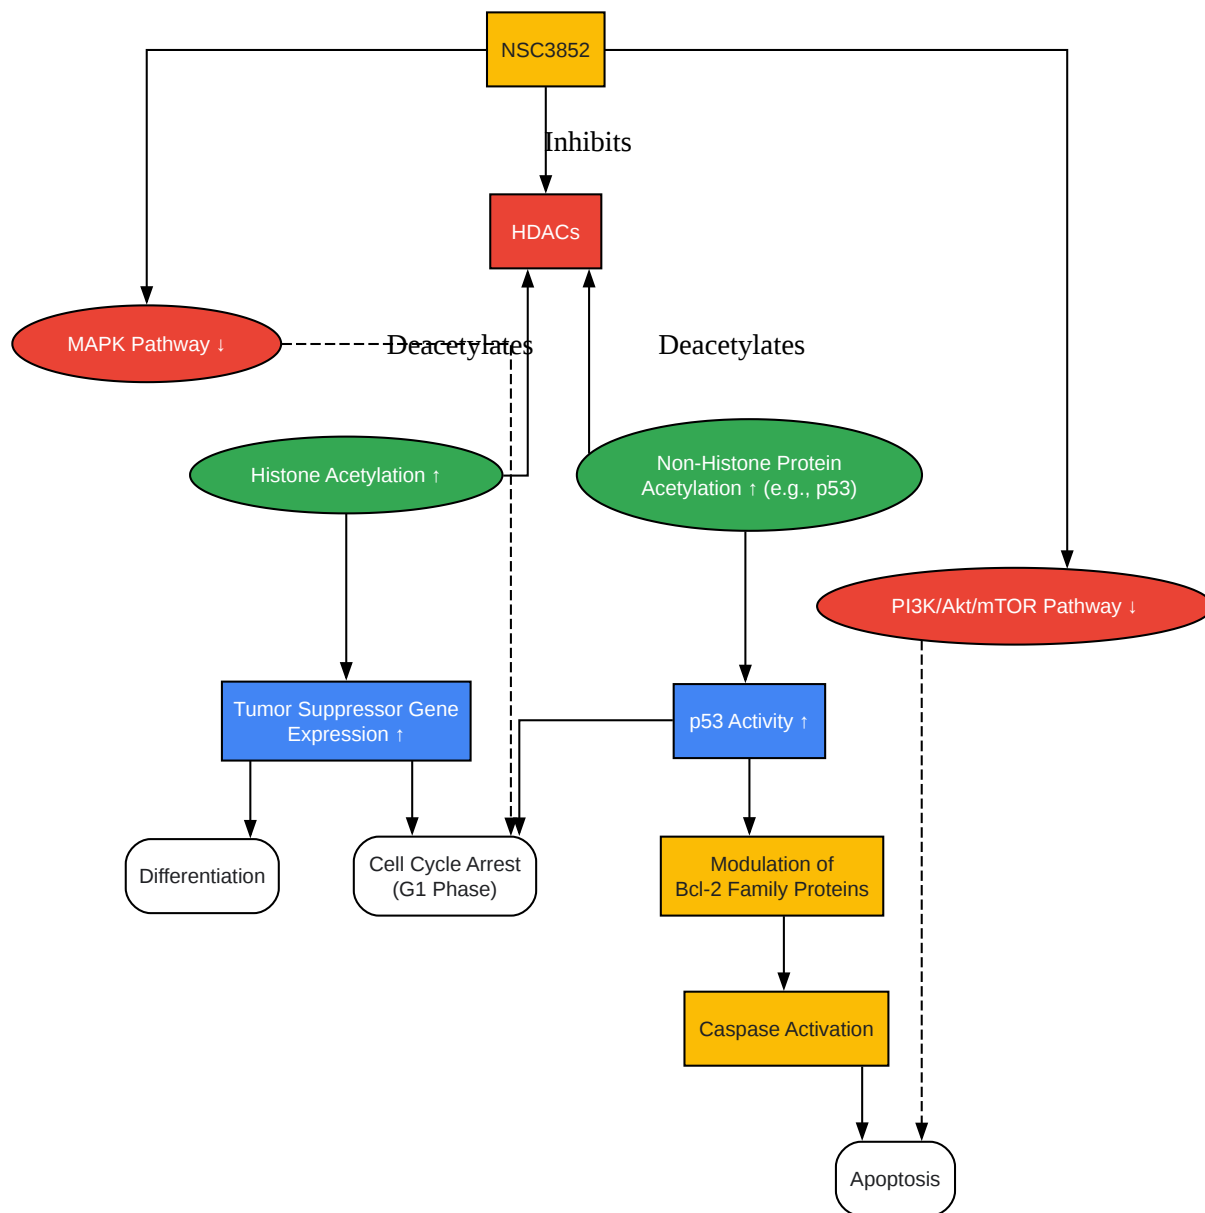 NSC3852
Inhibits
HDACs
MAPK Pathway ↓
Deacetylates
Deacetylates
Histone Acetylation ↑
Non-Histone Protein
Acetylation ↑ (e.g., p53)
PI3K/Akt/mTOR Pathway ↓
Tumor Suppressor Gene
Expression ↑
p53 Activity ↑
Differentiation
Cell Cycle Arrest
(G1 Phase)
Modulation of
Bcl-2 Family Proteins
Caspase Activation
Apoptosis